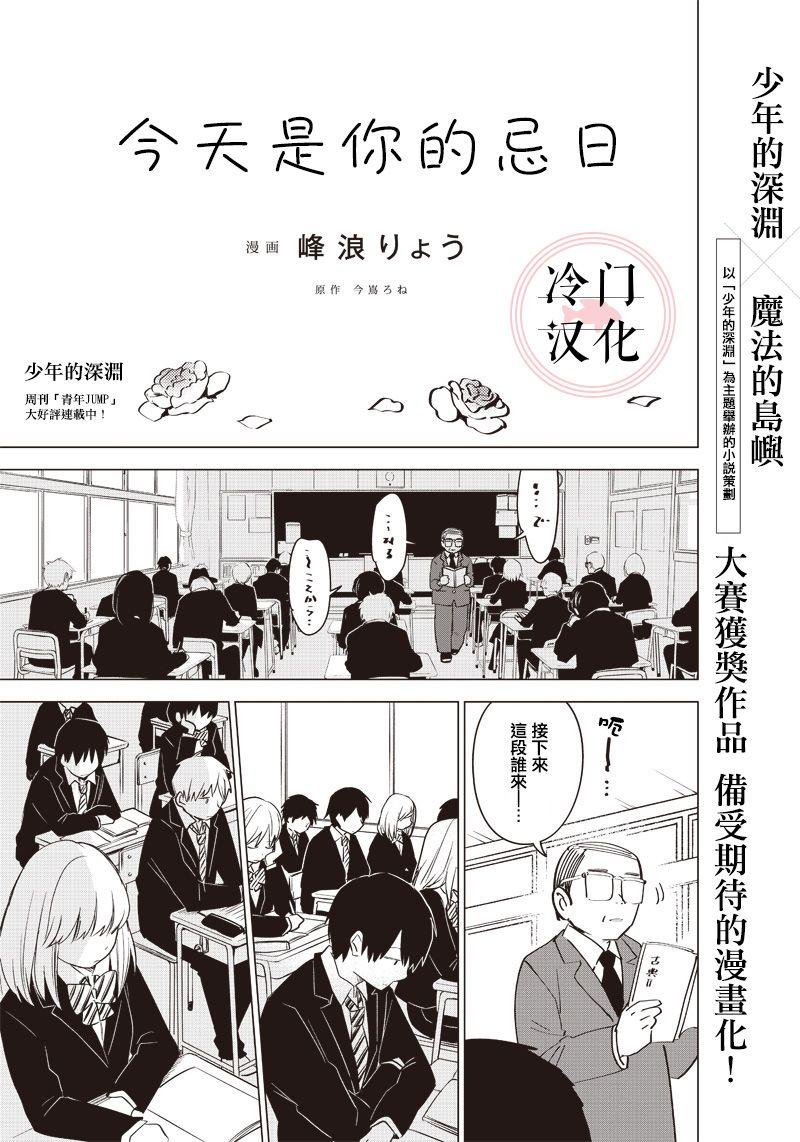 今天是你的忌日
漫画 峰浪りょう
原作 今嶌ろね
冷门
汉化
少年的深淵
周刊「青年JUMP」
大好評連載中！
少年的深淵×魔法的島嶼
以「少年的深淵」為主題舉辦的小説策劃
大賽獲獎作品 備受期待的漫畫化！
…で
…みる
…ここから…
呃——…
接下來
這段誰來——…
古典II